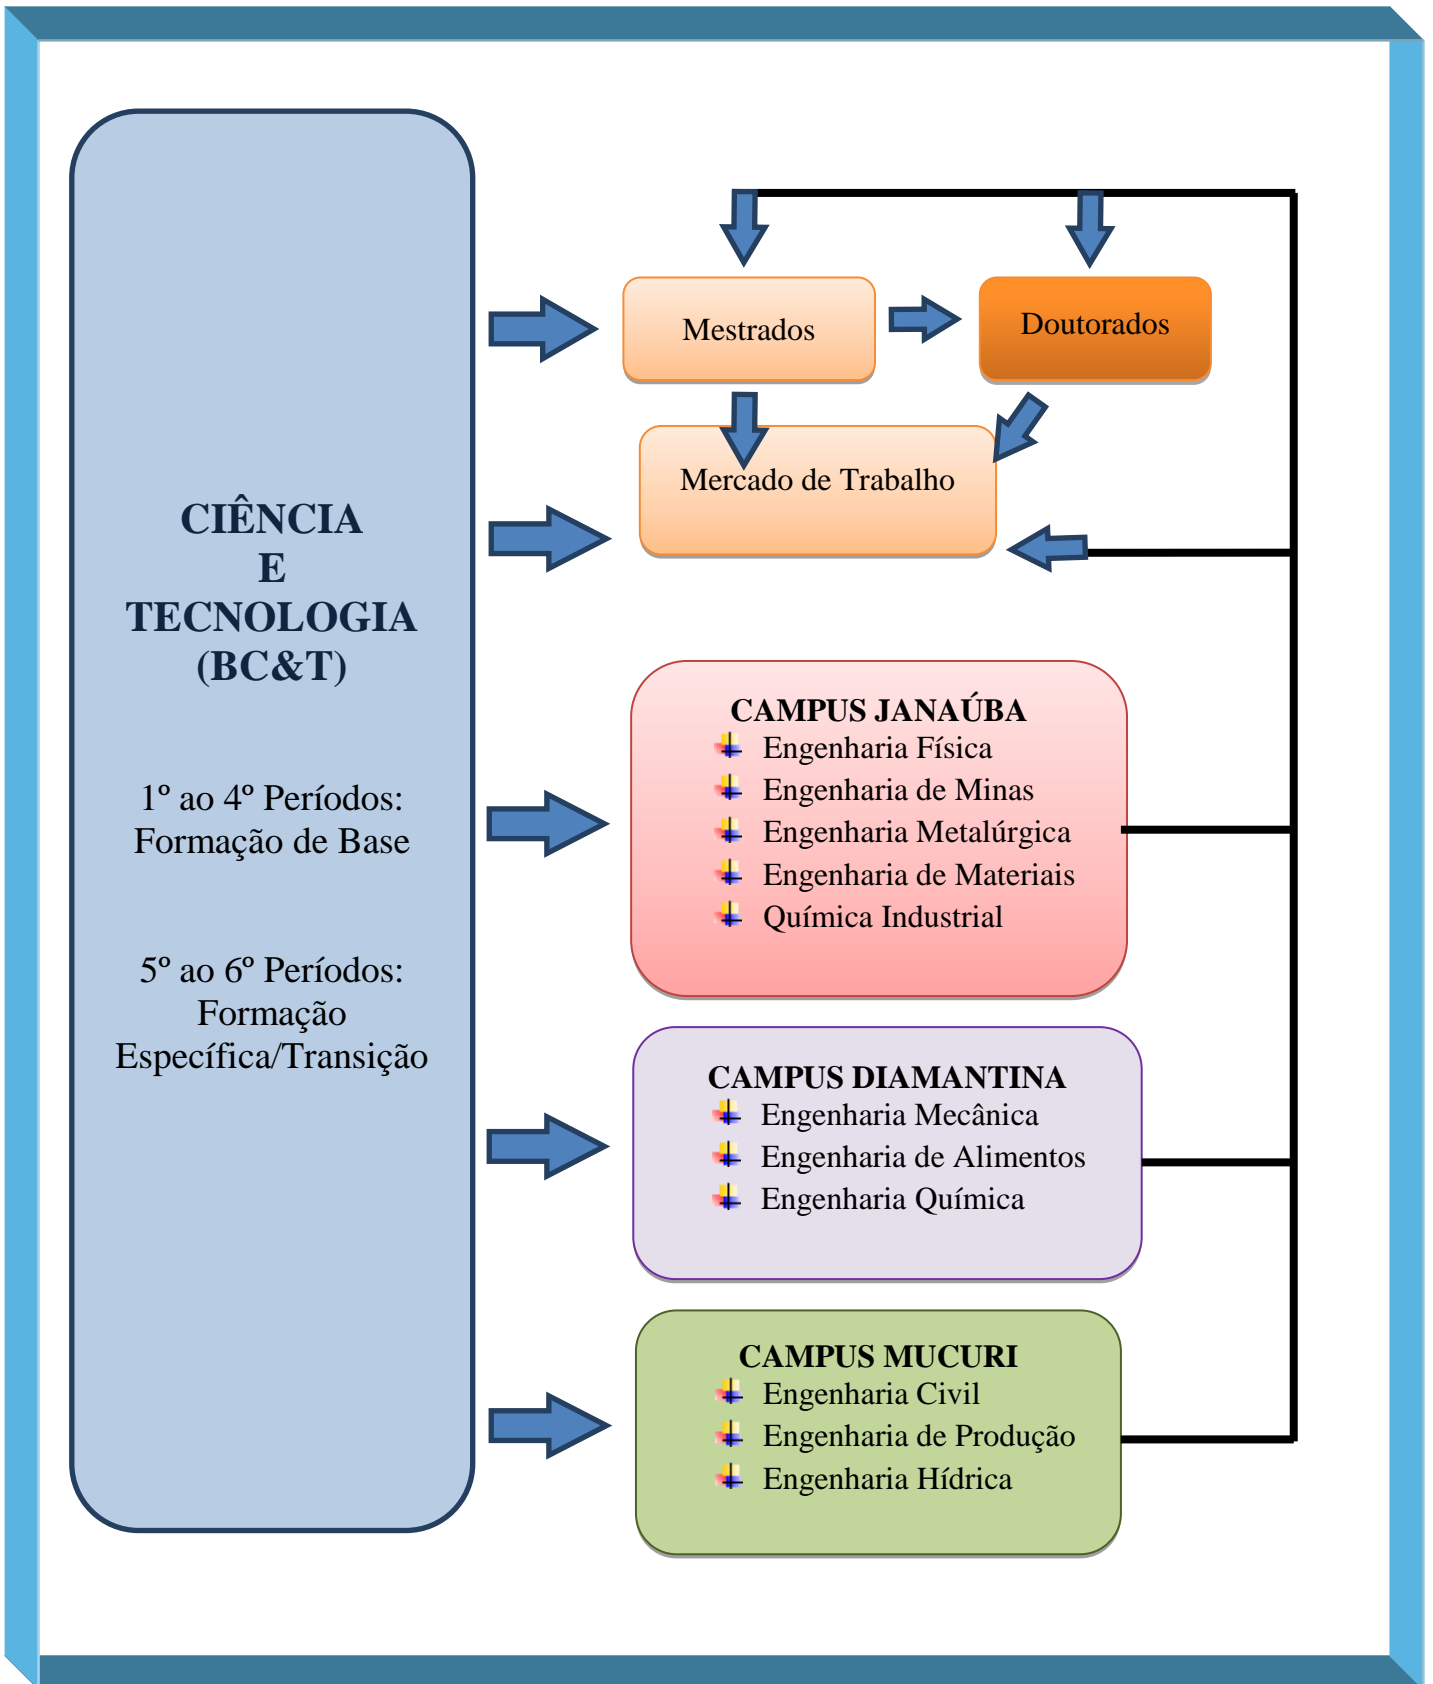 CIÊNCIA
E
TECNOLOGIA
(BC&T)
1º ao 4º Períodos:
Formação de Base
5º ao 6º Períodos:
Formação
Específica/Transição
Mestrados
Doutorados
Mercado de Trabalho
CAMPUS JANAÚBA
Engenharia Física
Engenharia de Minas
Engenharia Metalúrgica
Engenharia de Materiais
Química Industrial
CAMPUS DIAMANTINA
Engenharia Mecânica
Engenharia de Alimentos
Engenharia Química
CAMPUS MUCURI
Engenharia Civil
Engenharia de Produção
Engenharia Hídrica